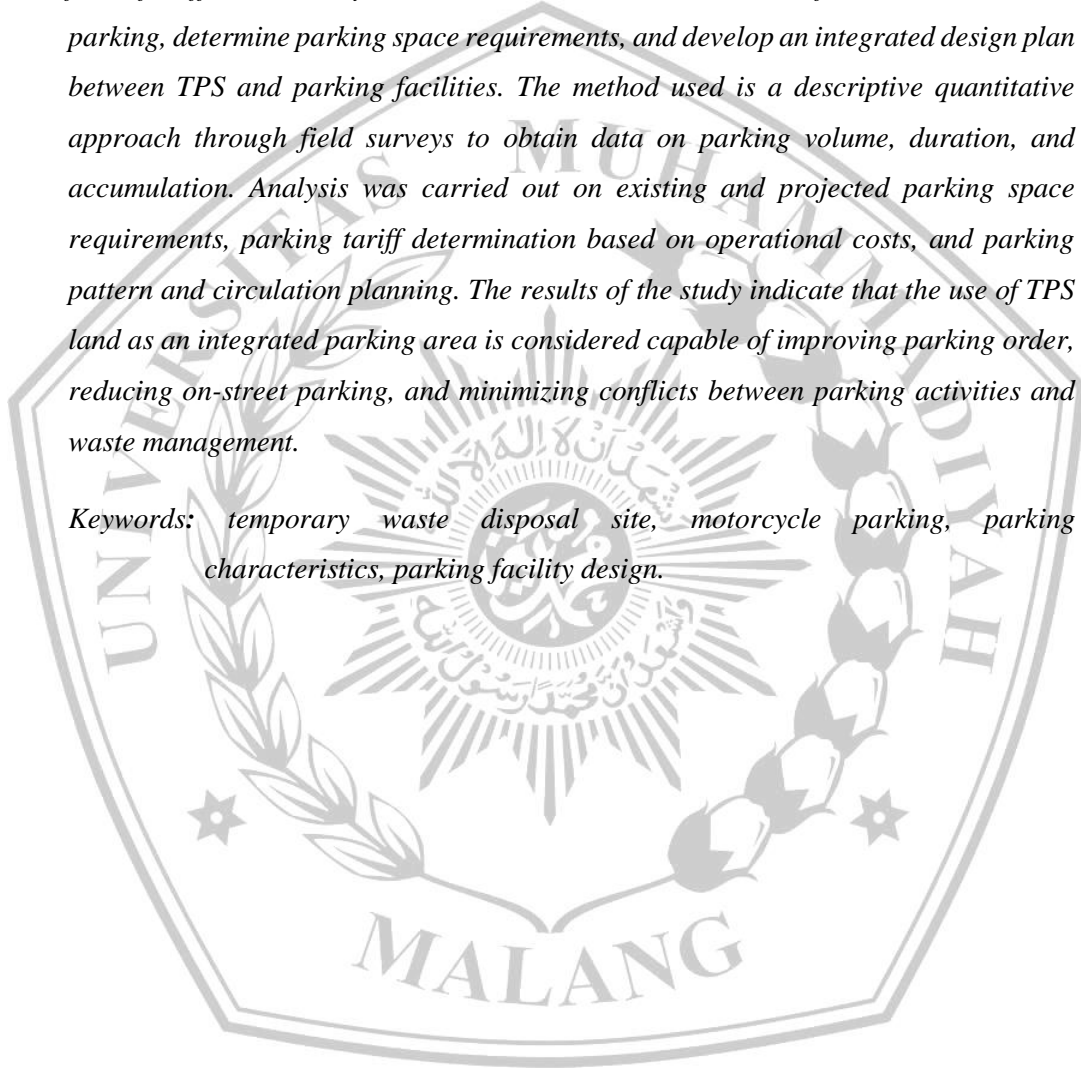 parking, determine parking space requirements, and develop an integrated design plan
between TPS and parking facilities. The method used is a descriptive quantitative
approach through field surveys to obtain data on parking volume, duration, and
accumulation. Analysis was carried out on existing and projected parking space
requirements, parking tariff determination based on operational costs, and parking
pattern and circulation planning. The results of the study indicate that the use of TPS
land as an integrated parking area is considered capable of improving parking order,
reducing on-street parking, and minimizing conflicts between parking activities and
waste management.
Keywords: temporary waste disposal site, motorcycle parking, parking
characteristics, parking facility design.
UNIVERSITAS MUHAMMADIYAH
MALANG